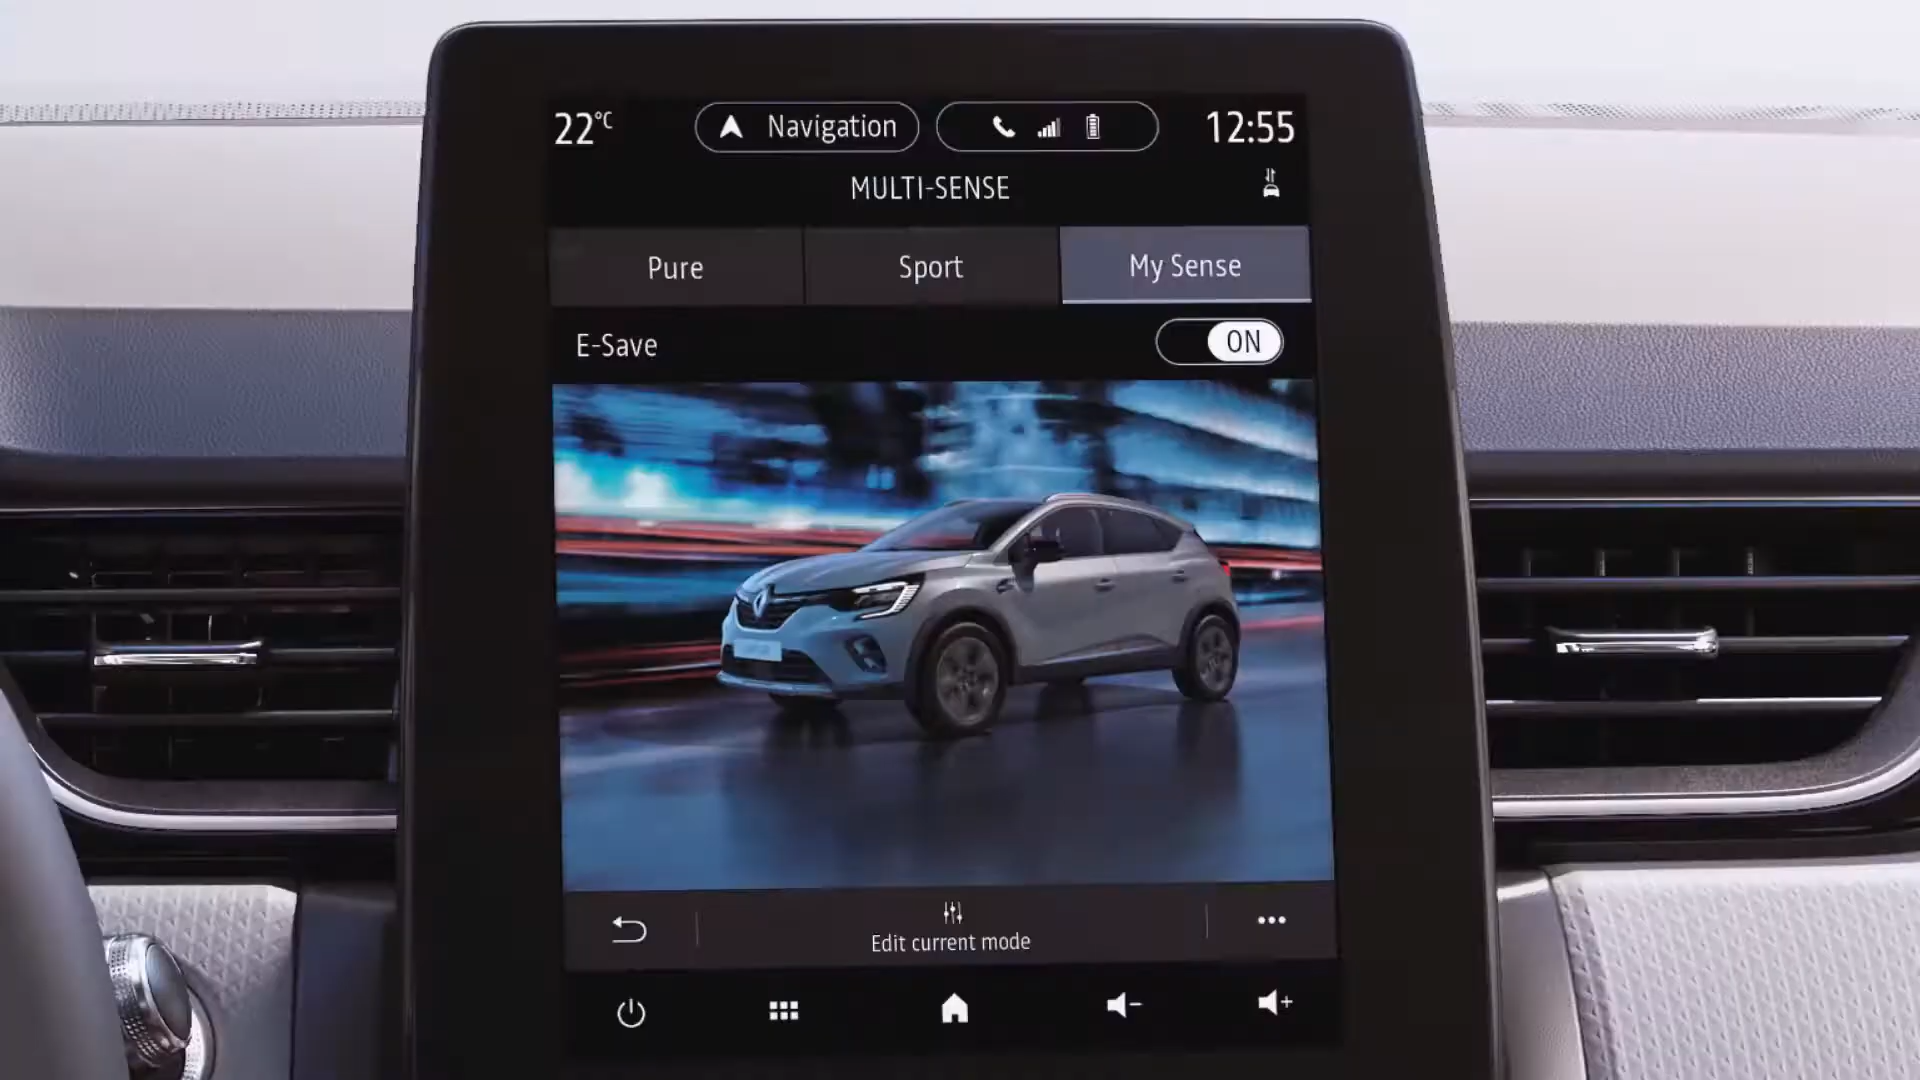 22°C Navigation 12:55
MULTI-SENSE
Pure Sport My Sense
E-Save ON
Edit current mode